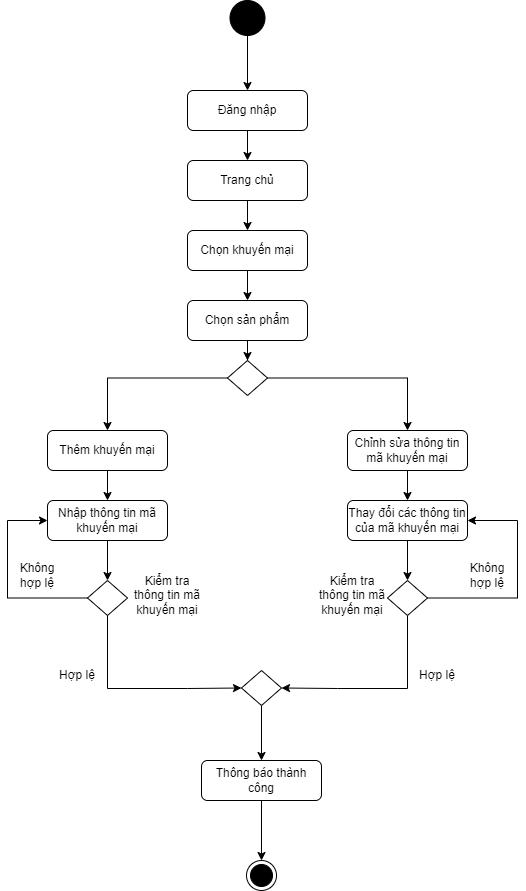 Đăng nhập
Trang chủ
Chọn khuyến mại
Chọn sản phẩm
Thêm khuyến mại
Chỉnh sửa thông tin
mã khuyến mại
Nhập thông tin mã
khuyến mại
Thay đổi các thông tin
của mã khuyến mại
Không
hợp lệ
Kiểm tra
thông tin mã
khuyến mại
Kiểm tra
thông tin mã
khuyến mại
Không
hợp lệ
Hợp lệ
Hợp lệ
Thông báo thành
công